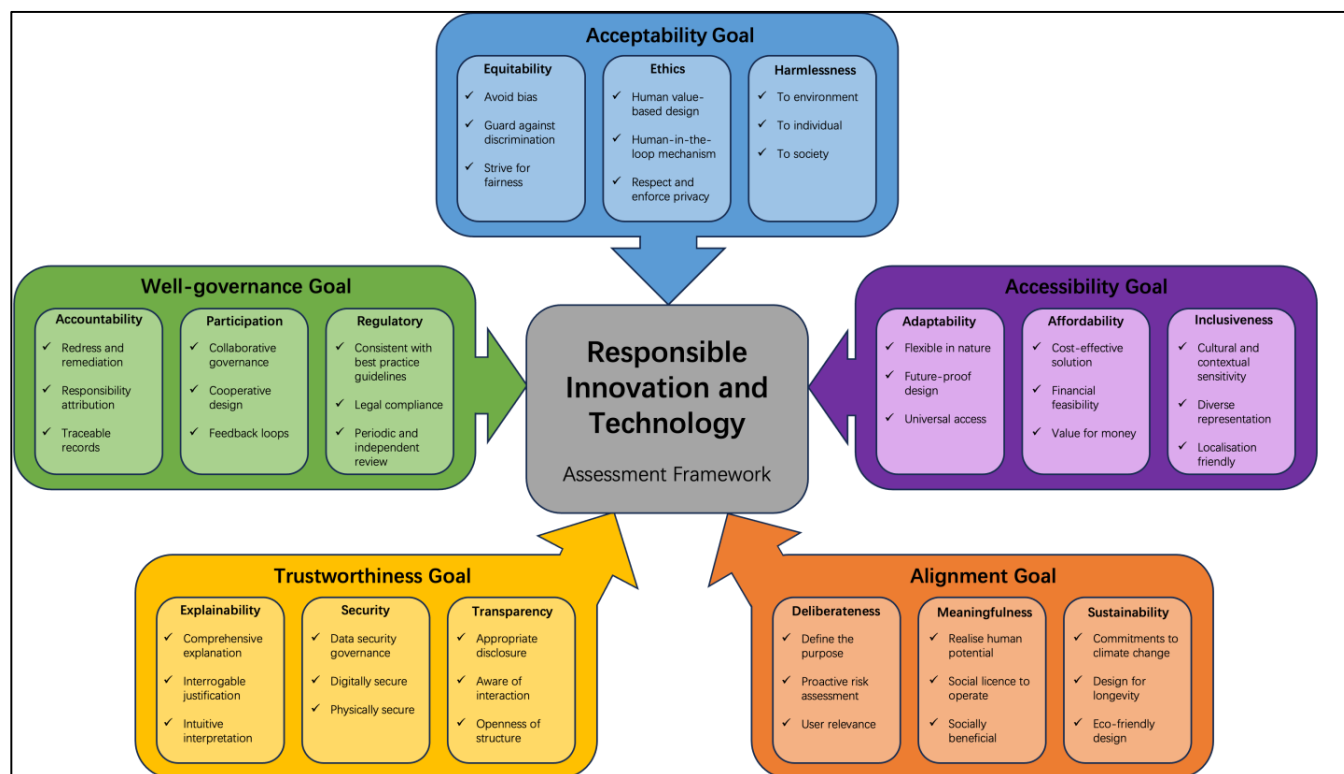 Acceptability Goal
Equitability
✓ Avoid bias
✓ Guard against
discrimination
✓ Strive for
fairness
Ethics
✓ Human value-
based design
✓ Human-in-the-
loop mechanism
✓ Respect and
enforce privacy
Harmlessness
✓ To environment
✓ To individual
✓ To society
Well-governance Goal
Accountability
✓ Redress and
remediation
✓ Responsibility
attribution
✓ Traceable
records
Participation
✓ Collaborative
governance
✓ Cooperative
design
✓ Feedback loops
Regulatory
✓ Consistent with
best practice
guidelines
✓ Legal compliance
✓ Periodic and
independent
review
Responsible
Innovation and
Technology
Assessment Framework
Accessibility Goal
Adaptability
✓ Flexible in nature
✓ Future-proof
design
✓ Universal access
Affordability
✓ Cost-effective
solution
✓ Financial
feasibility
✓ Value for money
Inclusiveness
✓ Cultural and
contextual
sensitivity
✓ Diverse
representation
✓ Localisation
friendly
Trustworthiness Goal
Explainability
✓ Comprehensive
explanation
✓ Interrogable
justification
✓ Intuitive
interpretation
Security
✓ Data security
governance
✓ Digitally secure
✓ Physically secure
Transparency
✓ Appropriate
disclosure
✓ Aware of
interaction
✓ Openness of
structure
Alignment Goal
Deliberateness
✓ Define the
purpose
✓ Proactive risk
assessment
✓ User relevance
Meaningfulness
✓ Realise human
potential
✓ Social licence to
operate
✓ Socially
beneficial
Sustainability
✓ Commitments to
climate change
✓ Design for
longevity
✓ Eco-friendly
design